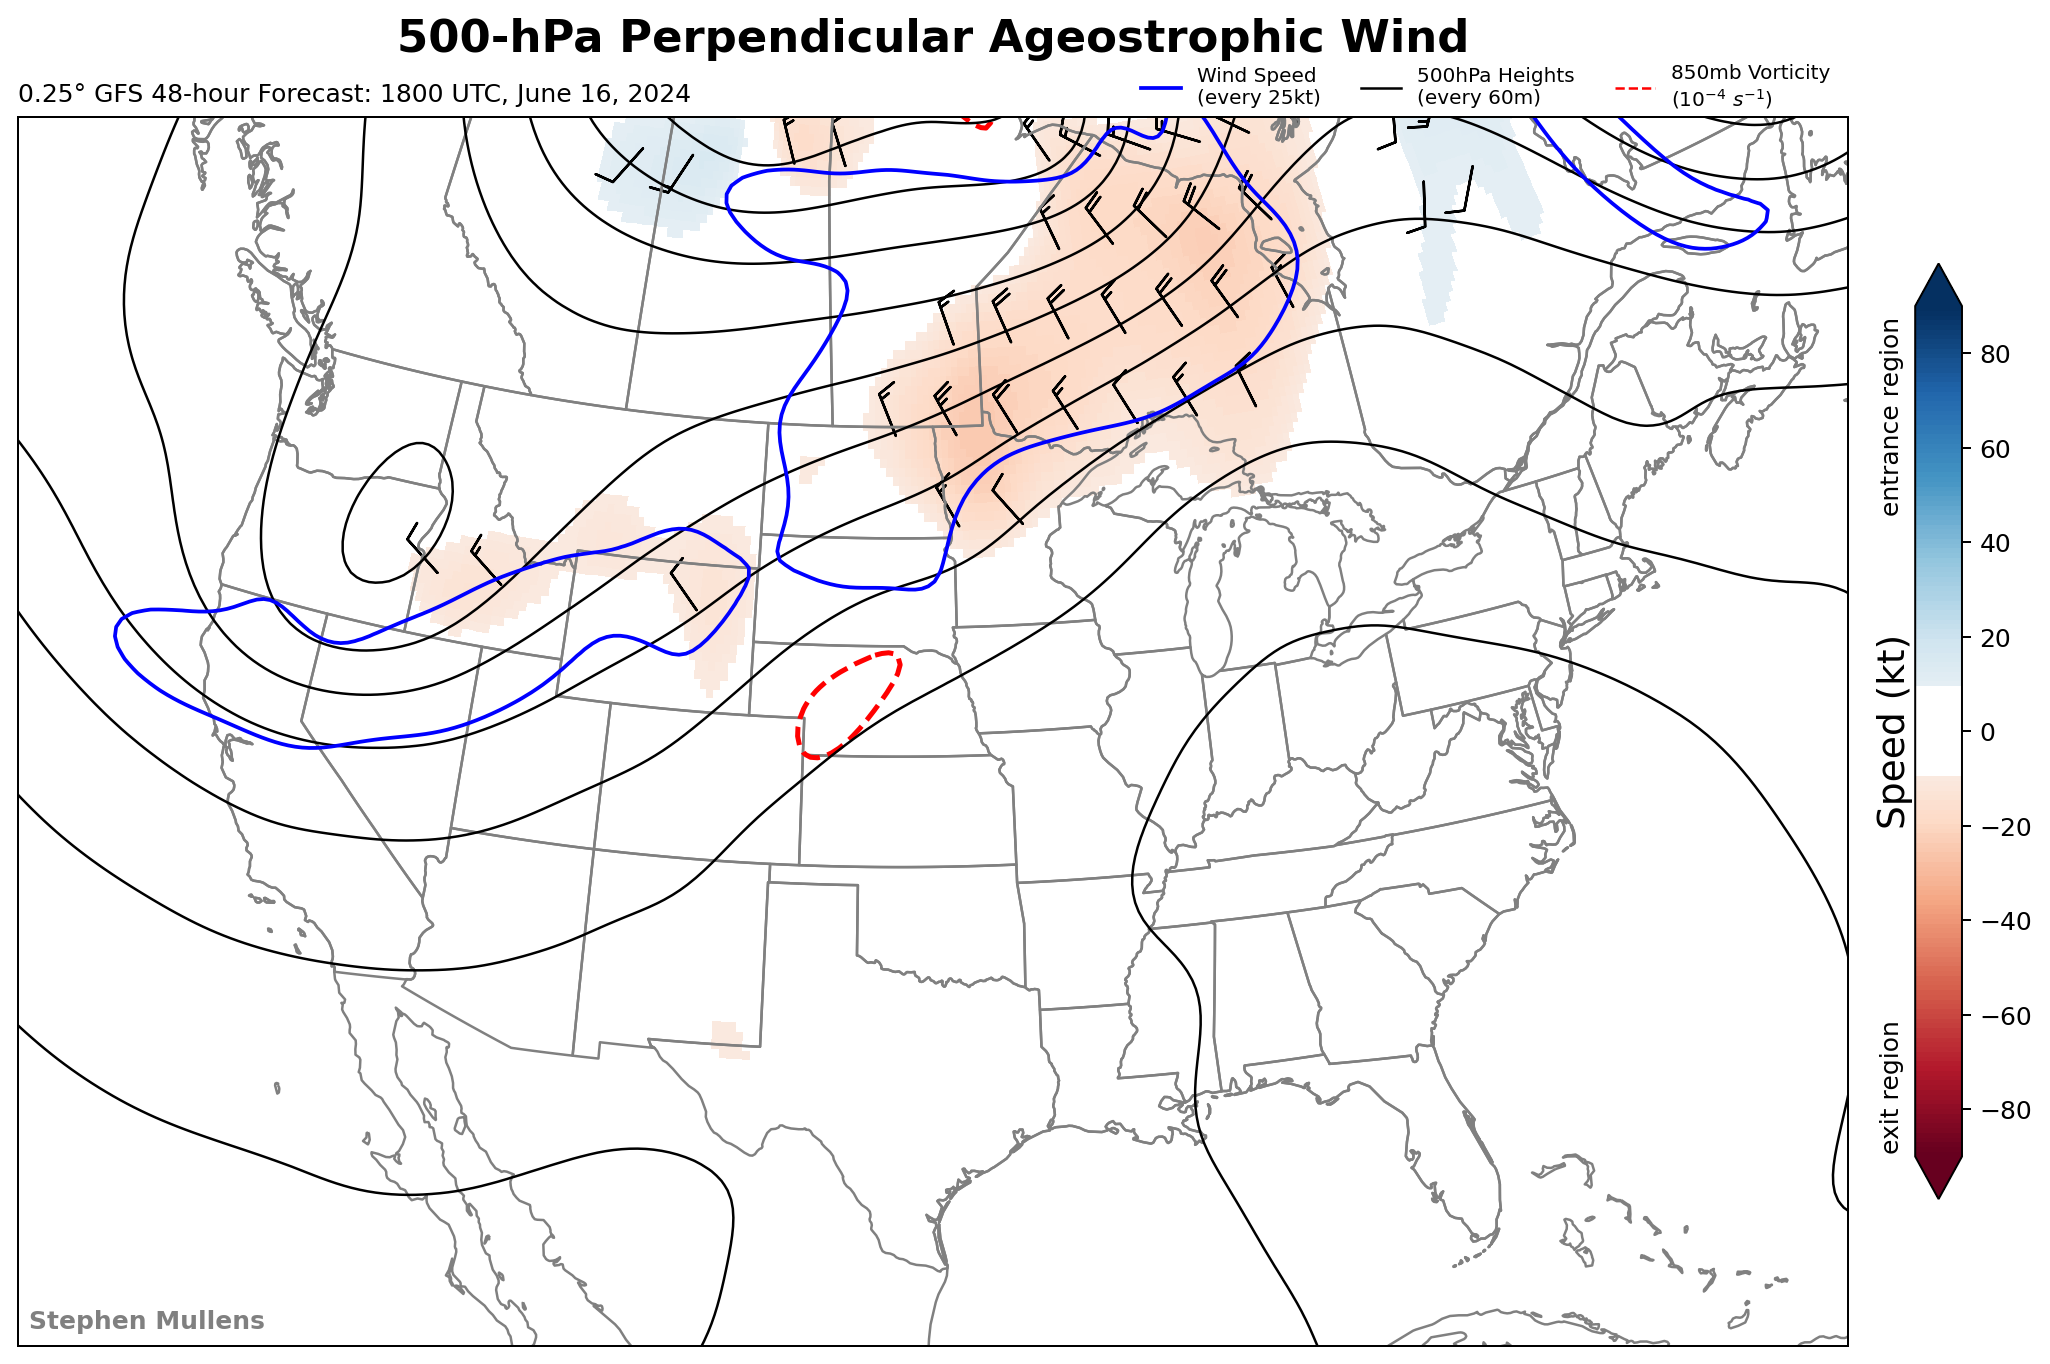 500-hPa Perpendicular Ageostrophic Wind
0.25° GFS 48-hour Forecast: 1800 UTC, June 16, 2024
Wind Speed
(every 25kt)
500hPa Heights
(every 60m)
850mb Vorticity
(10⁻⁴ s⁻¹)
entrance region
Speed (kt)
exit region
80
60
40
20
0
−20
−40
−60
−80
Stephen Mullens